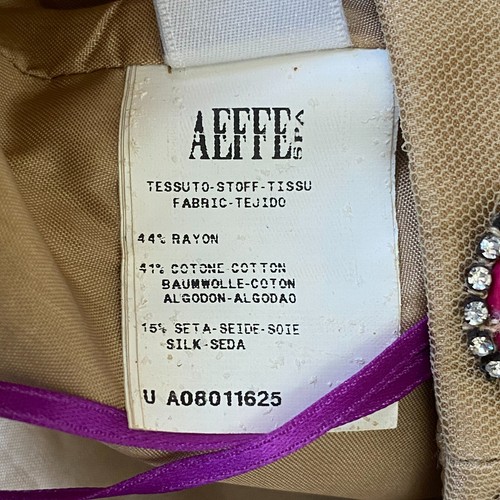 AEFFE SPA
TESSUTO-STOFF-TISSU
FABRIC-TEJIDO
44% RAYON
41% COTONE-COTTON
BAUMWOLLE-COTON
ALGODON-ALGODAO
15% SETA-SEIDE-SOIE
SILK-SEDA
U A08011625